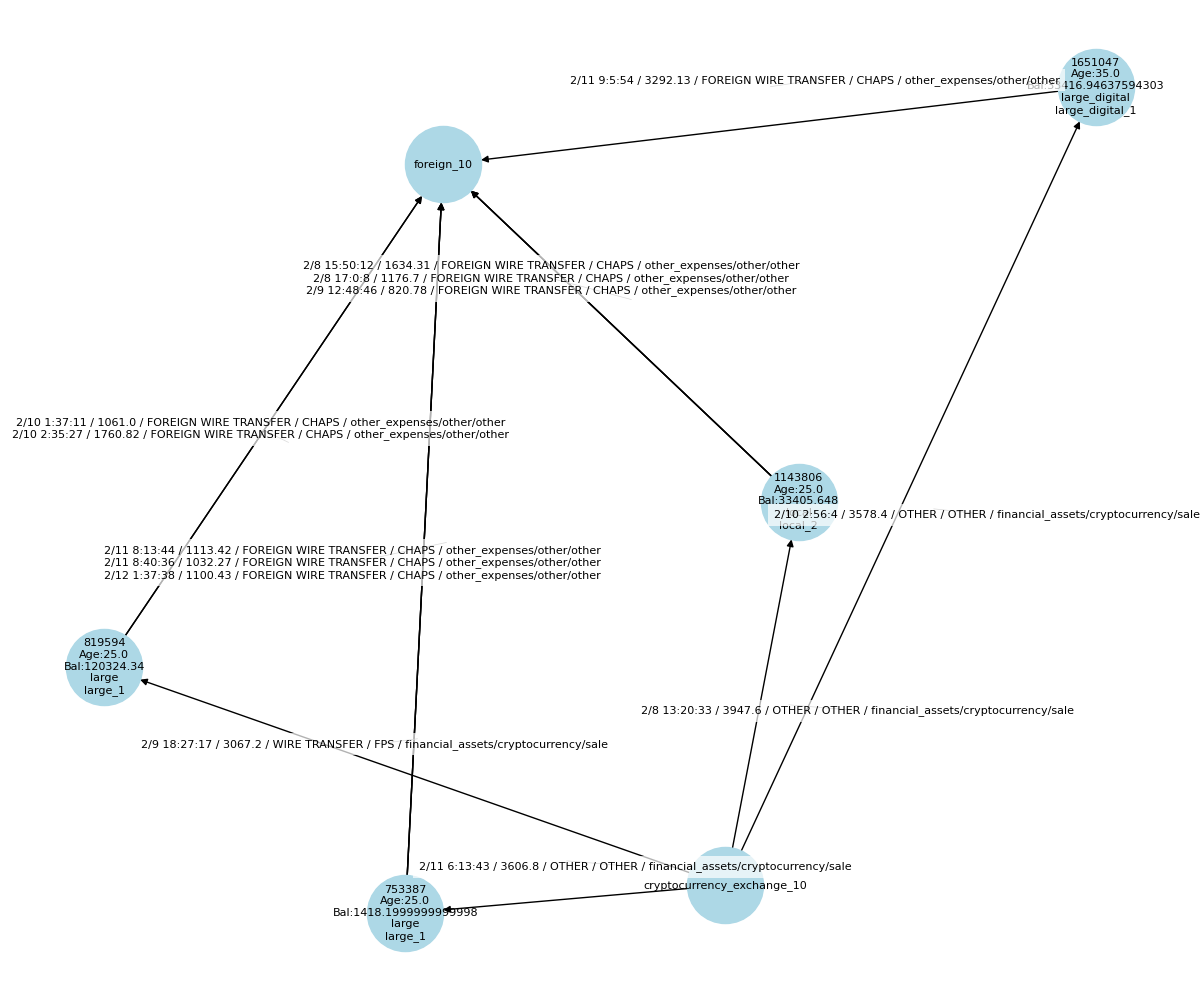 1651047
Age:35.0
2/11 9:5:54 / 3292.13 / FOREIGN WIRE TRANSFER / CHAPS / other_expenses/other/other
Bal:33416.94637594303
large_digital
large_digital_1
foreign_10
2/8 15:50:12 / 1634.31 / FOREIGN WIRE TRANSFER / CHAPS / other_expenses/other/other
2/8 17:0:8 / 1176.7 / FOREIGN WIRE TRANSFER / CHAPS / other_expenses/other/other
2/9 12:48:46 / 820.78 / FOREIGN WIRE TRANSFER / CHAPS / other_expenses/other/other
2/10 1:37:11 / 1061.0 / FOREIGN WIRE TRANSFER / CHAPS / other_expenses/other/other
2/10 2:35:27 / 1760.82 / FOREIGN WIRE TRANSFER / CHAPS / other_expenses/other/other
1143806
Age:25.0
Bal:33405.648
2/10 2:56:4 / 3578.4 / OTHER / OTHER / financial_assets/cryptocurrency/sale
local_2
2/11 8:13:44 / 1113.42 / FOREIGN WIRE TRANSFER / CHAPS / other_expenses/other/other
2/11 8:40:36 / 1032.27 / FOREIGN WIRE TRANSFER / CHAPS / other_expenses/other/other
2/12 1:37:38 / 1100.43 / FOREIGN WIRE TRANSFER / CHAPS / other_expenses/other/other
819594
Age:25.0
Bal:120324.34
large
large_1
2/8 13:20:33 / 3947.6 / OTHER / OTHER / financial_assets/cryptocurrency/sale
2/9 18:27:17 / 3067.2 / WIRE TRANSFER / FPS / financial_assets/cryptocurrency/sale
2/11 6:13:43 / 3606.8 / OTHER / OTHER / financial_assets/cryptocurrency/sale
cryptocurrency_exchange_10
753387
Age:25.0
Bal:1418.1999999999998
large
large_1